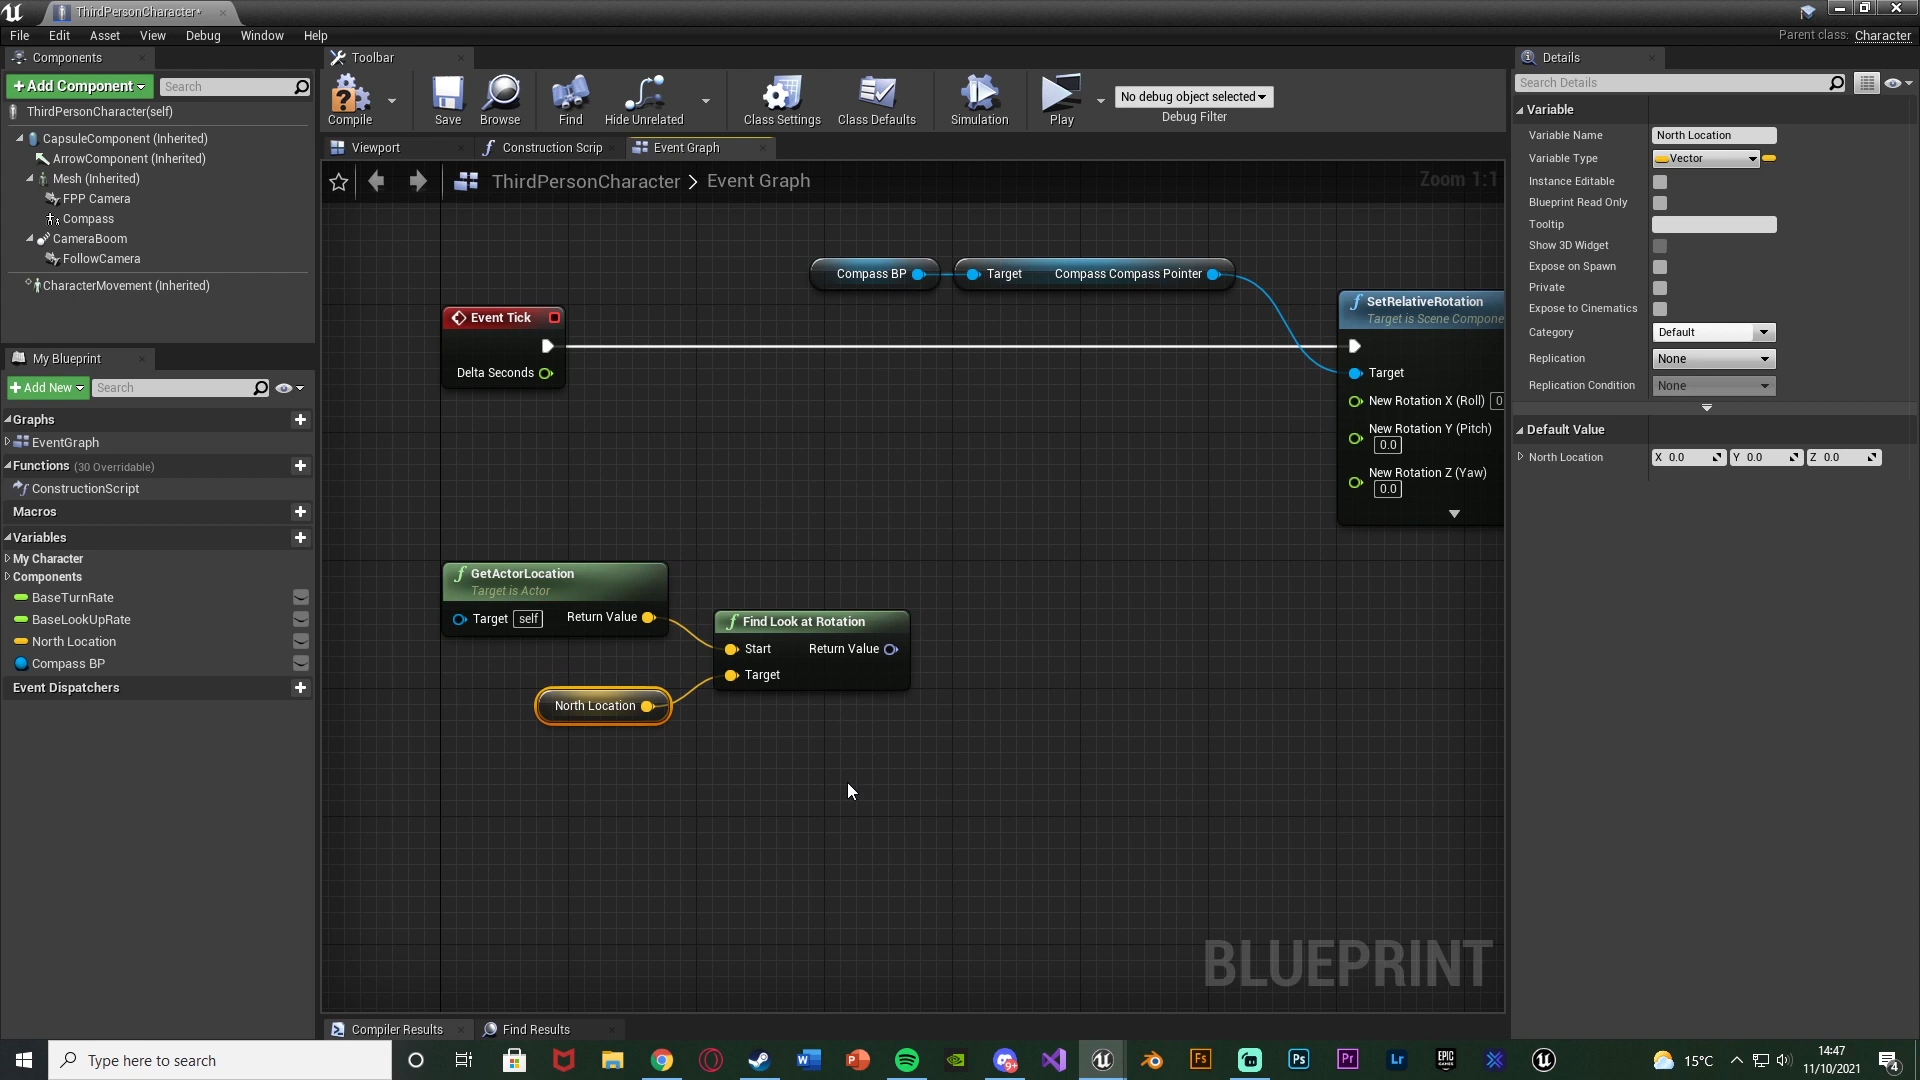 ThirdPersonCharacter*
File Edit Asset View Debug Window Help
Parent class: Character
Components
+ Add Component
Search
ThirdPersonCharacter(self)
CapsuleComponent (Inherited)
ArrowComponent (Inherited)
Mesh (Inherited)
FPP Camera
Compass
CameraBoom
FollowCamera
CharacterMovement (Inherited)
My Blueprint
+ Add New
Search
Graphs
EventGraph
Functions (30 Overridable)
ConstructionScript
Macros
Variables
My Character
Components
BaseTurnRate
BaseLookUpRate
North Location
Compass BP
Event Dispatchers
Toolbar
Compile
Save
Browse
Find
Hide Unrelated
Class Settings
Class Defaults
Simulation
Play
No debug object selected
Debug Filter
Viewport
Construction Scrip
Event Graph
ThirdPersonCharacter > Event Graph
Zoom 1:1
Compass BP
Target Compass Compass Pointer
Event Tick
Delta Seconds
SetRelativeRotation
Target is Scene Compone
Target
New Rotation X (Roll) 0
New Rotation Y (Pitch)
0.0
New Rotation Z (Yaw)
0.0
GetActorLocation
Target is Actor
Target self Return Value
Find Look at Rotation
Start Return Value
Target
North Location
BLUEPRINT
Compiler Results
Find Results
Details
Search Details
Variable
Variable Name North Location
Variable Type Vector
Instance Editable
Blueprint Read Only
Tooltip
Show 3D Widget
Expose on Spawn
Private
Expose to Cinematics
Category Default
Replication None
Replication Condition None
Default Value
North Location X 0.0 Y 0.0 Z 0.0
Type here to search
W
P
9+
Fs
Ps
Pr
Lr
EPIC GAMES
15°C
14:47
11/10/2021
4